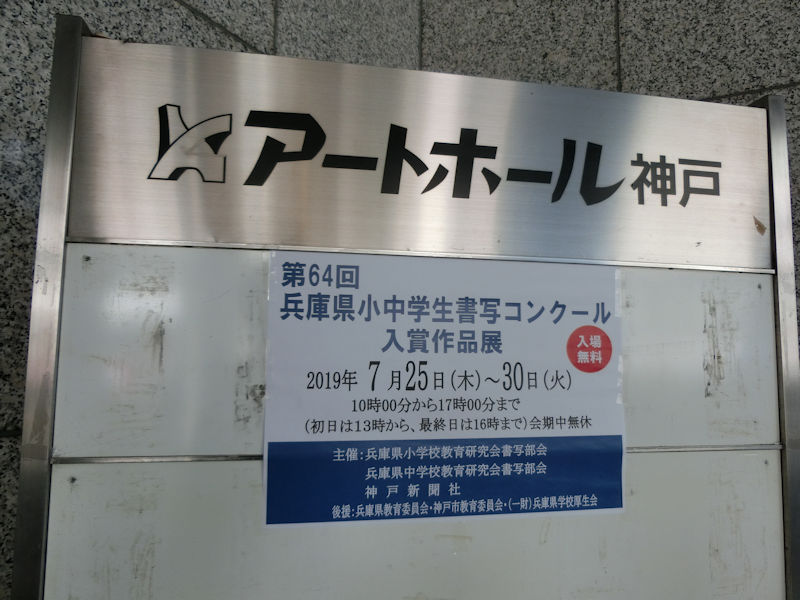 アートホール神戸
第64回
兵庫県小中学生書写コンクール
入賞作品展
入場
無料
2019年 7月25日(木)～30日(火)
10時00分から17時00分まで
(初日は13時から、最終日は16時まで)会期中無休
主催:兵庫県小学校教育研究会書写部会
兵庫県中学校教育研究会書写部会
神戸新聞社
後援:兵庫県教育委員会・神戸市教育委員会・(一財)兵庫県学校厚生会